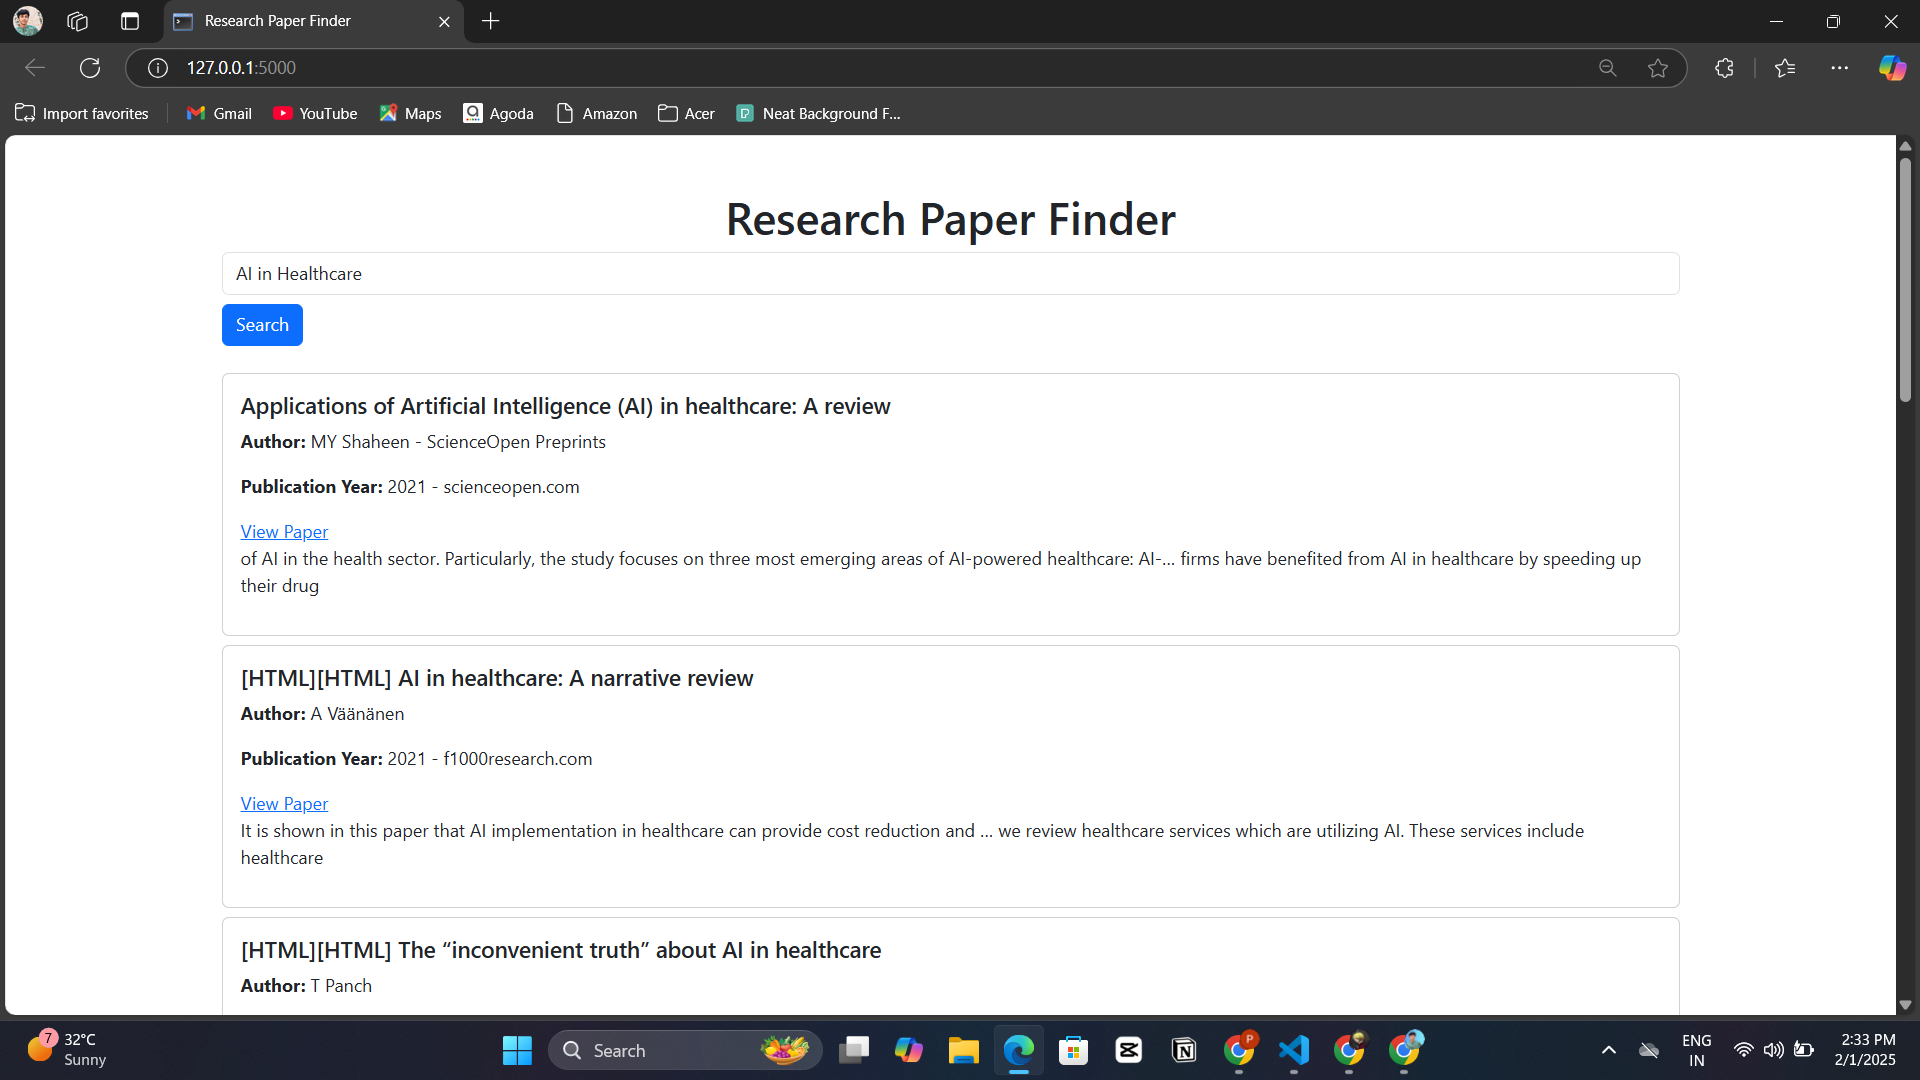 Research Paper Finder
127.0.0.1:5000
Import favorites
Gmail
YouTube
Maps
Agoda
Amazon
Acer
Neat Background F...
Research Paper Finder
AI in Healthcare
Search
Applications of Artificial Intelligence (AI) in healthcare: A review
Author: MY Shaheen - ScienceOpen Preprints
Publication Year: 2021 - scienceopen.com
View Paper
of AI in the health sector. Particularly, the study focuses on three most emerging areas of AI-powered healthcare: AI-... firms have benefited from AI in healthcare by speeding up
their drug
[HTML][HTML] AI in healthcare: A narrative review
Author: A Väänänen
Publication Year: 2021 - f1000research.com
View Paper
It is shown in this paper that AI implementation in healthcare can provide cost reduction and ... we review healthcare services which are utilizing AI. These services include
healthcare
[HTML][HTML] The “inconvenient truth” about AI in healthcare
Author: T Panch
7
32°C
Sunny
Search
P
ENG
IN
2:33 PM
2/1/2025